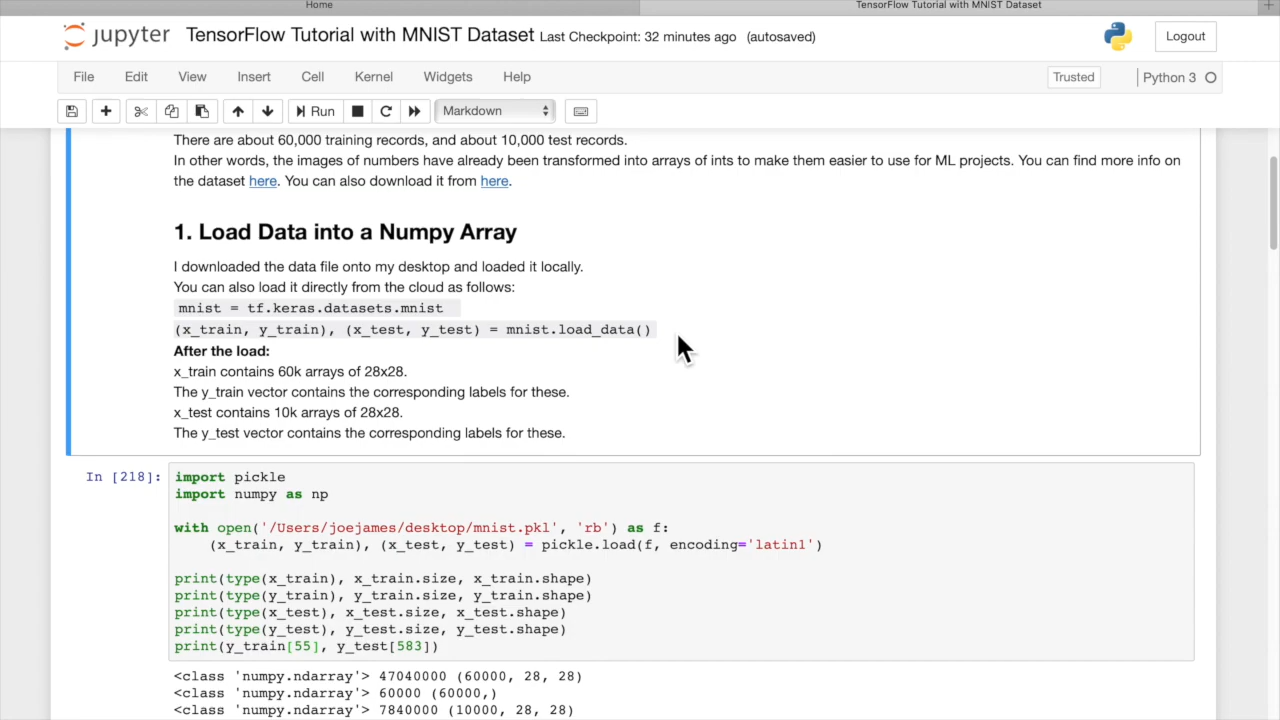 Home
TensorFlow Tutorial with MNIST Dataset
jupyter TensorFlow Tutorial with MNIST Dataset Last Checkpoint: 32 minutes ago (autosaved)
Logout
File Edit View Insert Cell Kernel Widgets Help
Trusted
Python 3
Run
Markdown
There are about 60,000 training records, and about 10,000 test records.
In other words, the images of numbers have already been transformed into arrays of ints to make them easier to use for ML projects. You can find more info on
the dataset here. You can also download it from here.
1. Load Data into a Numpy Array
I downloaded the data file onto my desktop and loaded it locally.
You can also load it directly from the cloud as follows:
mnist = tf.keras.datasets.mnist
(x_train, y_train), (x_test, y_test) = mnist.load_data()
After the load:
x_train contains 60k arrays of 28x28.
The y_train vector contains the corresponding labels for these.
x_test contains 10k arrays of 28x28.
The y_test vector contains the corresponding labels for these.
In [218]:
import pickle
import numpy as np
with open('/Users/joejames/desktop/mnist.pkl', 'rb') as f:
(x_train, y_train), (x_test, y_test) = pickle.load(f, encoding='latin1')
print(type(x_train), x_train.size, x_train.shape)
print(type(y_train), y_train.size, y_train.shape)
print(type(x_test), x_test.size, x_test.shape)
print(type(y_test), y_test.size, y_test.shape)
print(y_train[55], y_test[583])
<class 'numpy.ndarray'> 47040000 (60000, 28, 28)
<class 'numpy.ndarray'> 60000 (60000,)
<class 'numpy.ndarray'> 7840000 (10000, 28, 28)